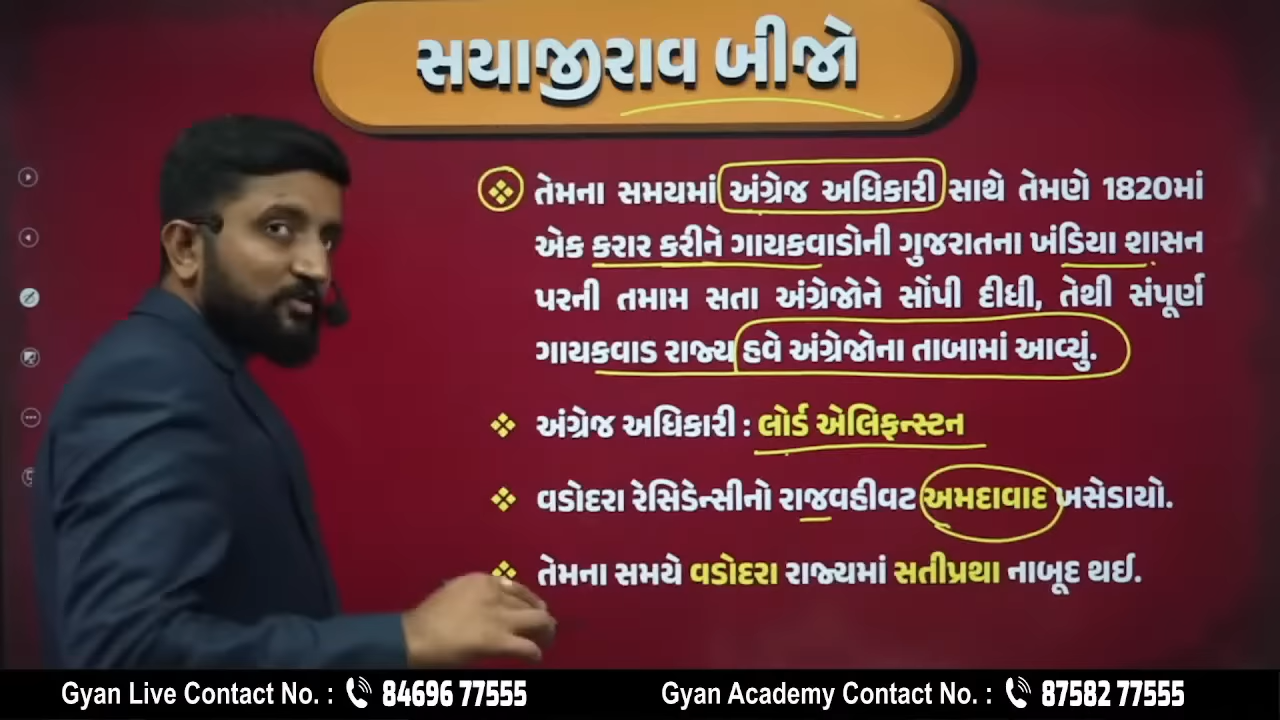 સયાજીરાવ બીજો
તેમના સમયમાં અંગ્રેજ અધિકારી સાથે તેમણે 1820માં
એક કરાર કરીને ગાયકવાડોની ગુજરાતના ખંડિયા શાસન
પરની તમામ સતા અંગ્રેજોને સોંપી દીધી, તેથી સંપૂર્ણ
ગાયકવાડ રાજ્ય હવે અંગ્રેજોના તાબામાં આવ્યું.
અંગ્રેજ અધિકારી : લોર્ડ એલિફન્સ્ટન
વડોદરા રેસિડેન્સીનો રાજવહીવટ અમદાવાદ ખસેડાયો.
તેમના સમયે વડોદરા રાજ્યમાં સતીપ્રથા નાબૂદ થઈ.
Gyan Live Contact No. : 84696 77555
Gyan Academy Contact No. : 87582 77555